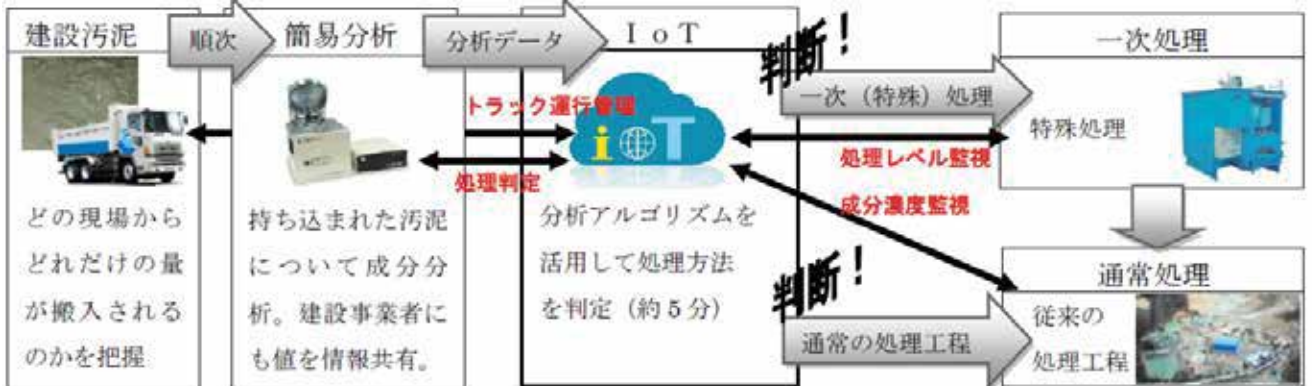 建設汚泥
順次
簡易分析
分析データ
ＩｏＴ
判断！
一次（特殊）処理
一次処理
特殊処理
トラック運行管理
処理判定
iOT
処理レベル監視
成分濃度監視
どの現場から
どれだけの量
が搬入される
のかを把握
持ち込まれた汚泥
について成分分
析。建設事業者に
も値を情報共有。
分析アルゴリズムを
活用して処理方法
を判定（約５分）
判断！
通常の処理工程
通常処理
従来の
処理工程